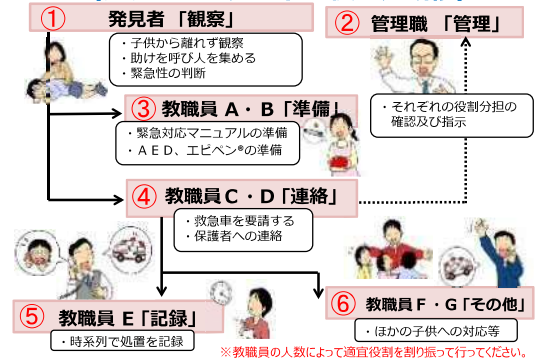 ① 発見者 「観察」
・子供から離れず観察
・助けを呼び人を集める
・緊急性の判断
② 管理職 「管理」
・それぞれの役割分担の
確認及び指示
③ 教職員 A・B「準備」
・緊急対応マニュアルの準備
・AED、エピペン®の準備
④ 教職員C・D「連絡」
・救急車を要請する
・保護者への連絡
⑤ 教職員 E「記録」
・時系列で処置を記録
⑥ 教職員 F・G「その他」
・ほかの子供への対応等
※教職員の人数によって適宜役割を割り振って行ってください。